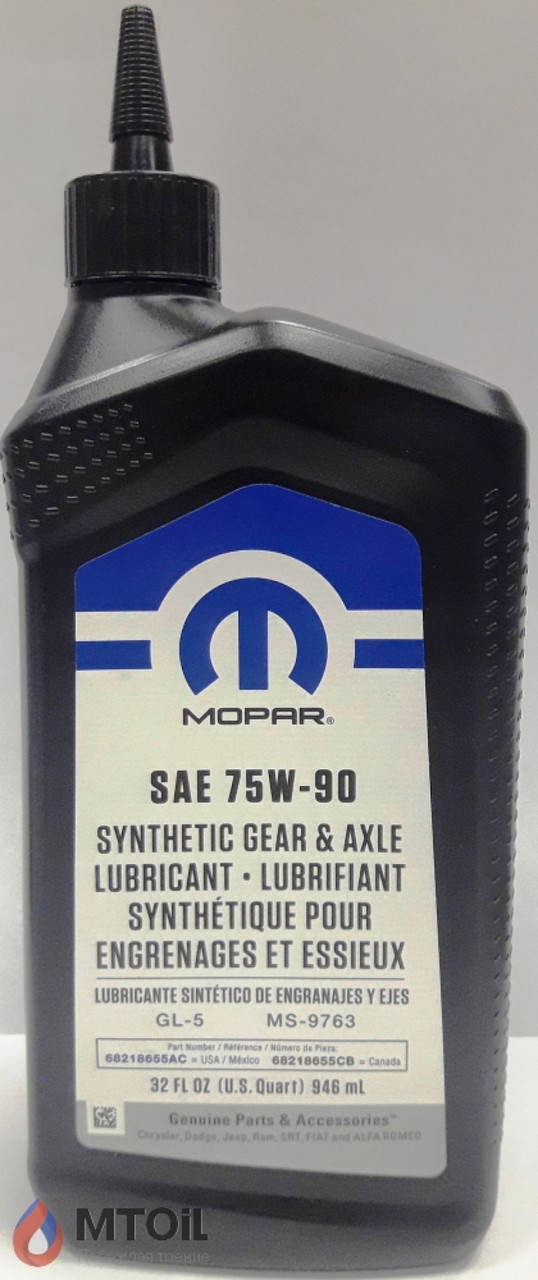 MOPAR®
SAE 75W-90
SYNTHETIC GEAR & AXLE
LUBRICANT • LUBRIFIANT
SYNTHÉTIQUE POUR
ENGRENAGES ET ESSIEUX
LUBRICANTE SINTÉTICO DE ENGRANAJES Y EJES
GL-5 MS-9763
Part Number / Référence / Número de Pieza:
68218655AC = USA / México 68218655CB = Canada
32 FL OZ (U.S. Quart) 946 mL
Genuine Parts & Accessories™
Chrysler, Dodge, Jeep, Ram, SRT, FIAT and ALFA ROMEO
MTOiL